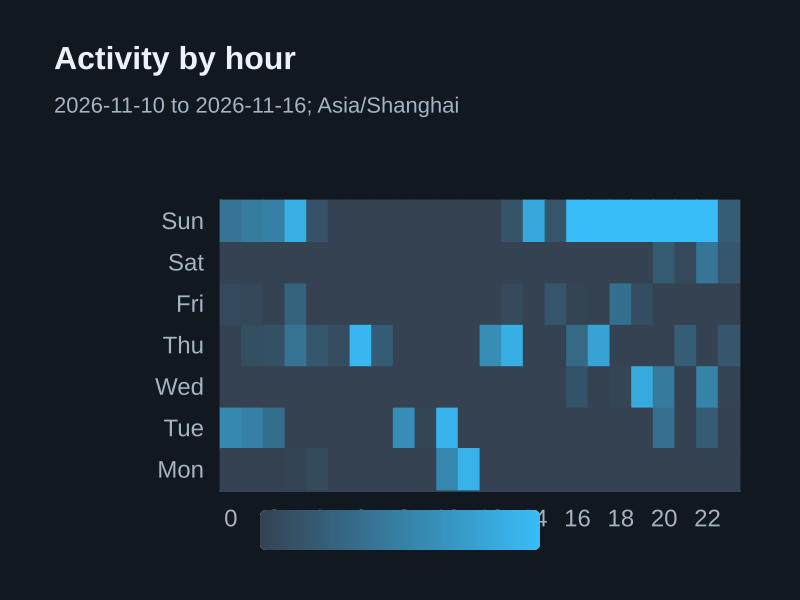 Activity by hour
2026-11-10 to 2026-11-16; Asia/Shanghai
Sun
Sat
Fri
Thu
Wed
Tue
Mon
0 16 18 20 22